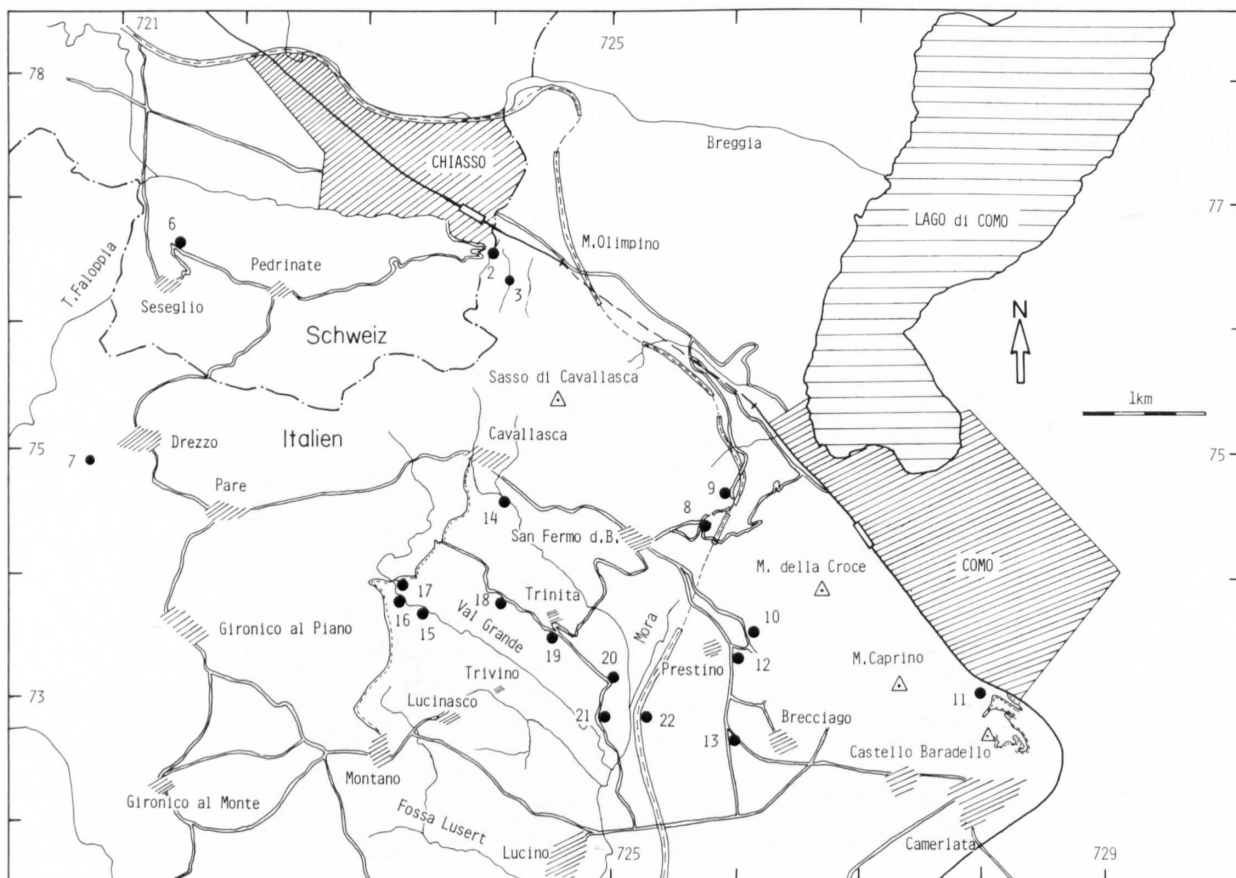 721
725
78
Breggia
CHIASSO
77
LAGO di COMO
M.Olimpino
6
T.Faloppia
Pedrinate
2
3
Seseglio
N
Schweiz
Sasso di Cavallasca
1km
Drezzo
Italien
Cavallasca
75
75
7
Pare
9
14
8
San Fermo d.B.
COMO
M. della Croce
17
16
15
18
Trinita
Val Grande
Mora
10
Gironico al Piano
19
12
Prestino
M.Caprino
20
Trivino
73
11
73
Lucinasco
21
22
13
Brecciago
Castello Baradello
Montano
Gironico al Monte
Fossa Lusert
Lucino
725
Camerlata
729